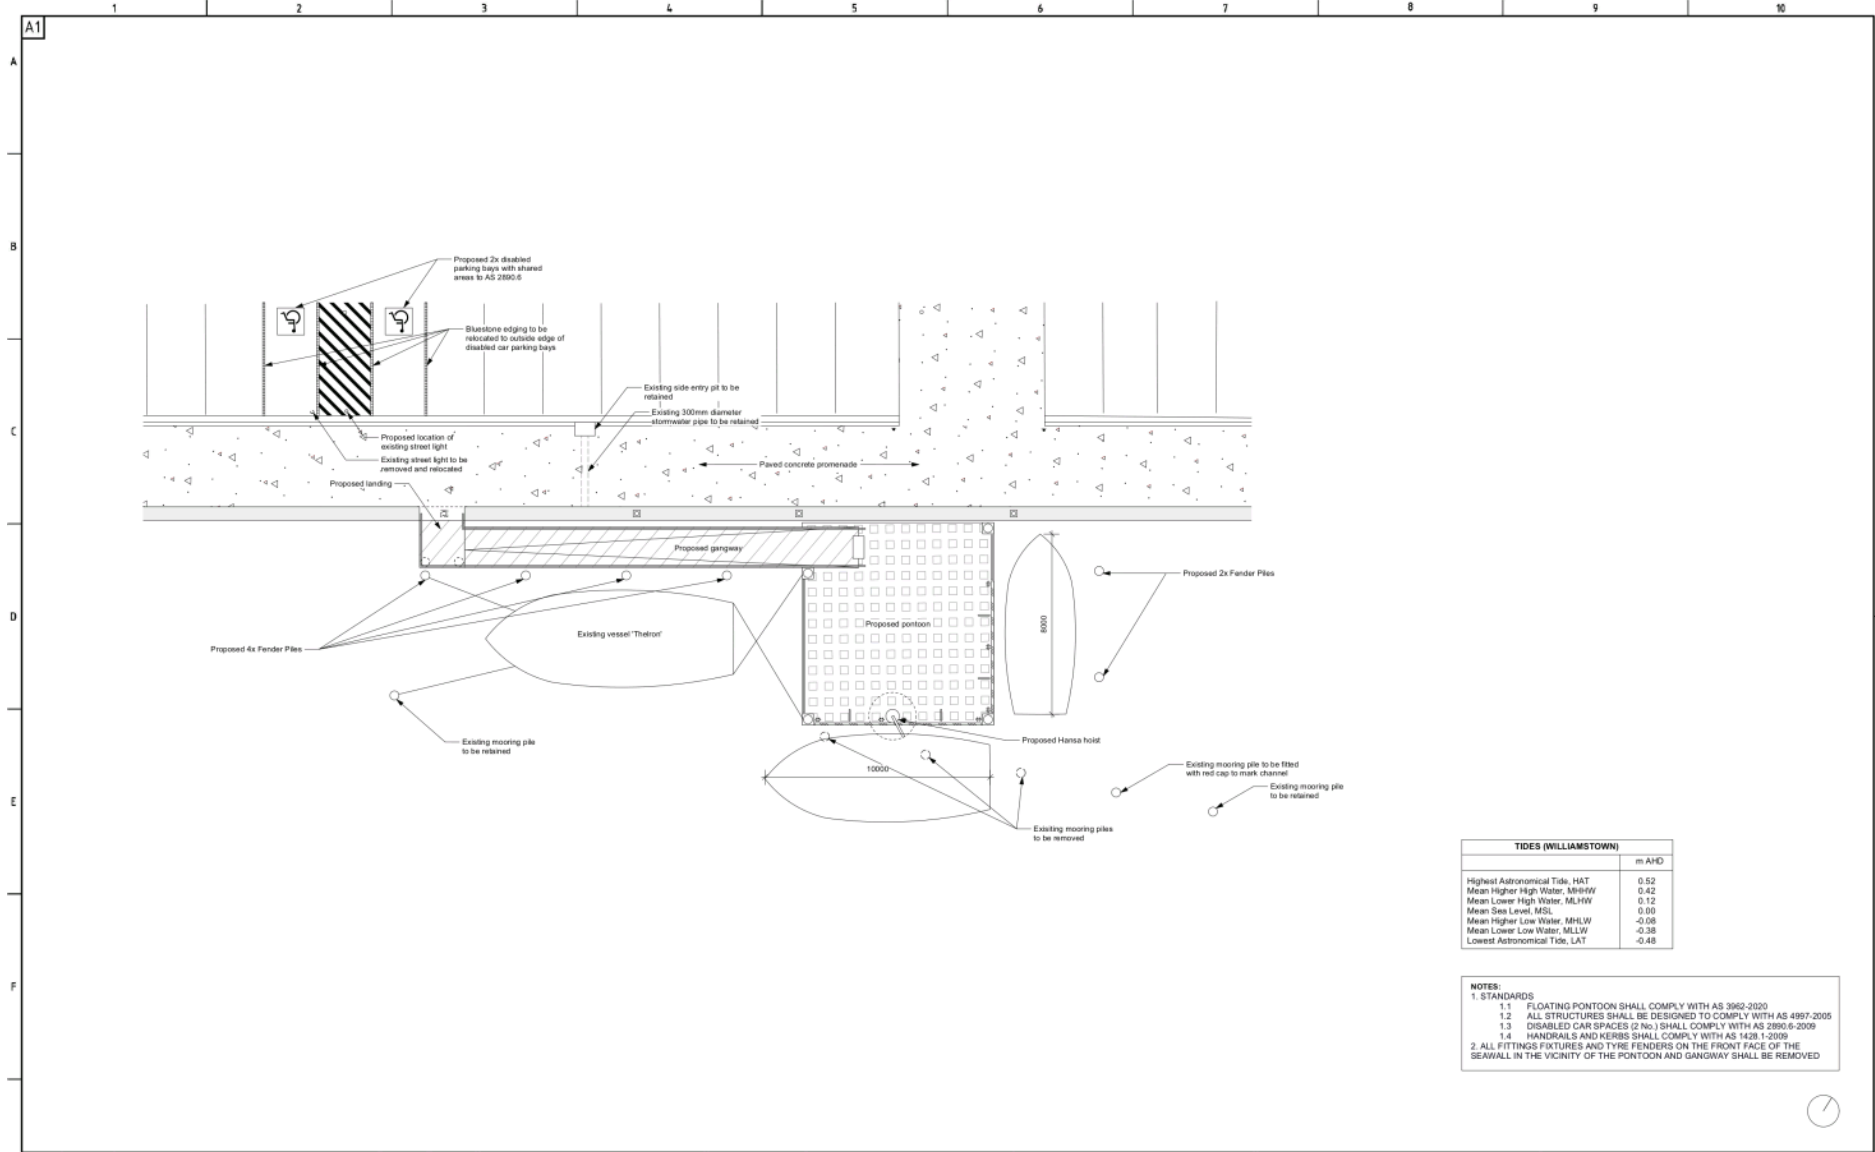 1 2 3 4 5 6 7 8 9 10
A1
A
B
C
D
E
F
Proposed 2x disabled
parking bays with shared
areas to AS 2890.6
Bluestone edging to be
relocated to outside edge of
disabled car parking bays
Existing side entry pit to be
retained
Existing 300mm diameter
stormwater pipe to be retained
Proposed location of
existing street light
Existing street light to be
removed and relocated
Paved concrete promenade
Proposed landing
Proposed gangway
Proposed 2x Fender Piles
Proposed pontoon
8000
Existing vessel 'Thelron'
Proposed 4x Fender Piles
Existing mooring pile
to be retained
Proposed Hansa hoist
10000
Existing mooring pile to be fitted
with red cap to mark channel
Existing mooring pile
to be retained
Exisiting mooring piles
to be removed
TIDES (WILLIAMSTOWN)
m AHD
Highest Astronomical Tide, HAT 0.52
Mean Higher High Water, MHHW 0.42
Mean Lower High Water, MLHW 0.12
Mean Sea Level, MSL 0.00
Mean Higher Low Water, MHLW -0.08
Mean Lower Low Water, MLLW -0.38
Lowest Astronomical Tide, LAT -0.48
NOTES:
1. STANDARDS
1.1 FLOATING PONTOON SHALL COMPLY WITH AS 3962-2020
1.2 ALL STRUCTURES SHALL BE DESIGNED TO COMPLY WITH AS 4997-2005
1.3 DISABLED CAR SPACES (2 No.) SHALL COMPLY WITH AS 2890.6-2009
1.4 HANDRAILS AND KERBS SHALL COMPLY WITH AS 1428.1-2009
2. ALL FITTINGS FIXTURES AND TYRE FENDERS ON THE FRONT FACE OF THE
SEAWALL IN THE VICINITY OF THE PONTOON AND GANGWAY SHALL BE REMOVED